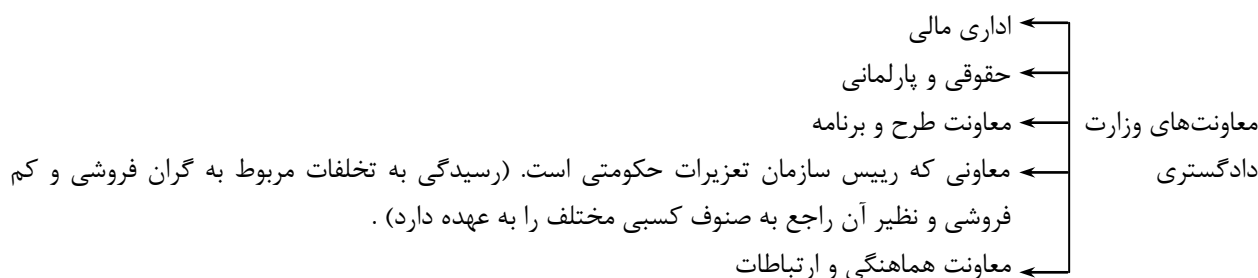 اداری مالی
حقوقی و پارلمانی
معاونت‌های وزارت
دادگستری
معاونت طرح و برنامه
معاونی که رییس سازمان تعزیرات حکومتی است. (رسیدگی به تخلفات مربوط به گران فروشی و کم
فروشی و نظیر آن راجع به صنوف کسبی مختلف را به عهده دارد) .
معاونت هماهنگی و ارتباطات